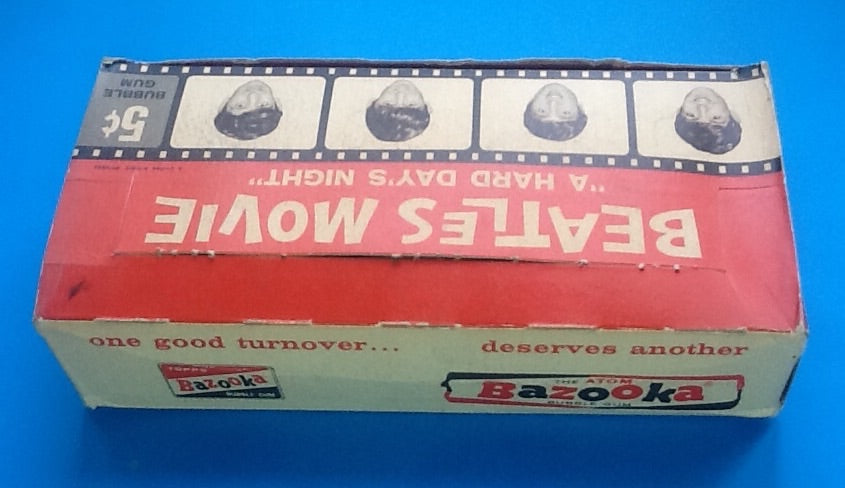 BEATLES MOVIE
"A HARD DAY'S NIGHT"
5¢
BUBBLE
GUM
one good turnover... deserves another
TOPPS
Bazooka
BUBBLE GUM
THE ATOM
Bazooka®
BUBBLE GUM